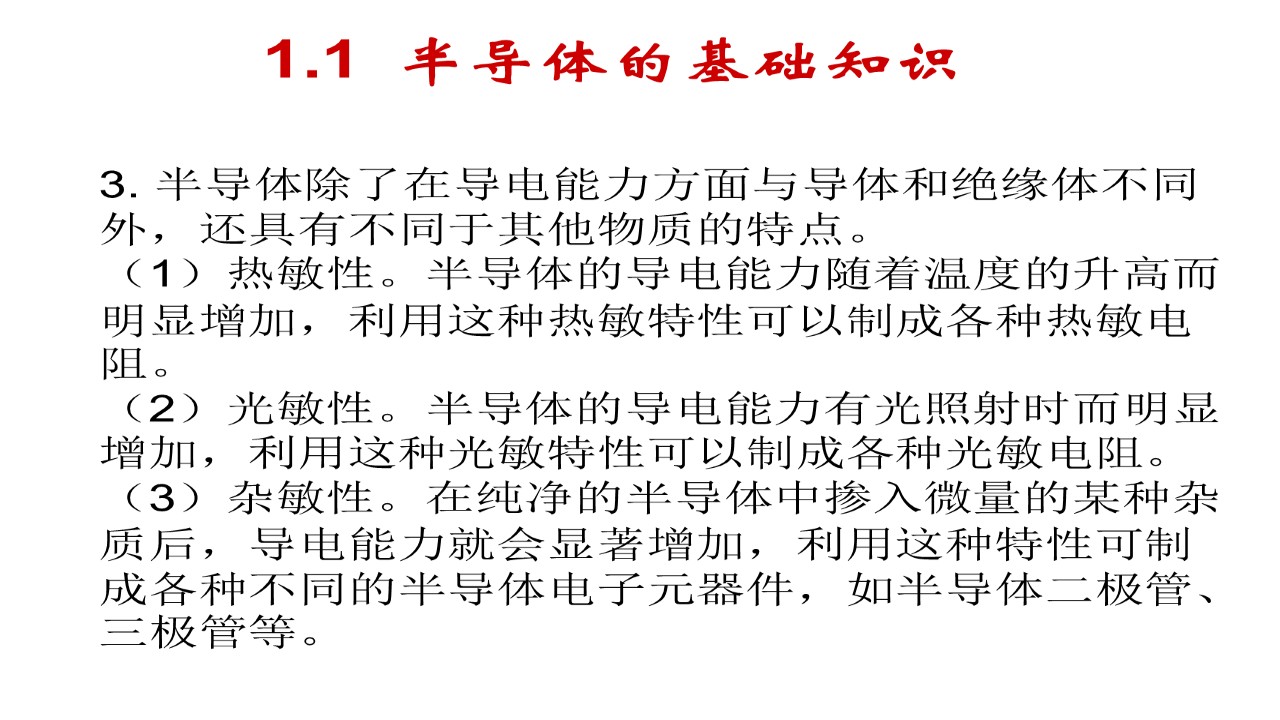 1.1 半导体的基础知识
3. 半导体除了在导电能力方面与导体和绝缘体不同
外，还具有不同于其他物质的特点。
（1）热敏性。半导体的导电能力随着温度的升高而
明显增加，利用这种热敏特性可以制成各种热敏电
阻。
（2）光敏性。半导体的导电能力有光照射时而明显
增加，利用这种光敏特性可以制成各种光敏电阻。
（3）杂敏性。在纯净的半导体中掺入微量的某种杂
质后，导电能力就会显著增加，利用这种特性可制
成各种不同的半导体电子元器件，如半导体二极管、
三极管等。